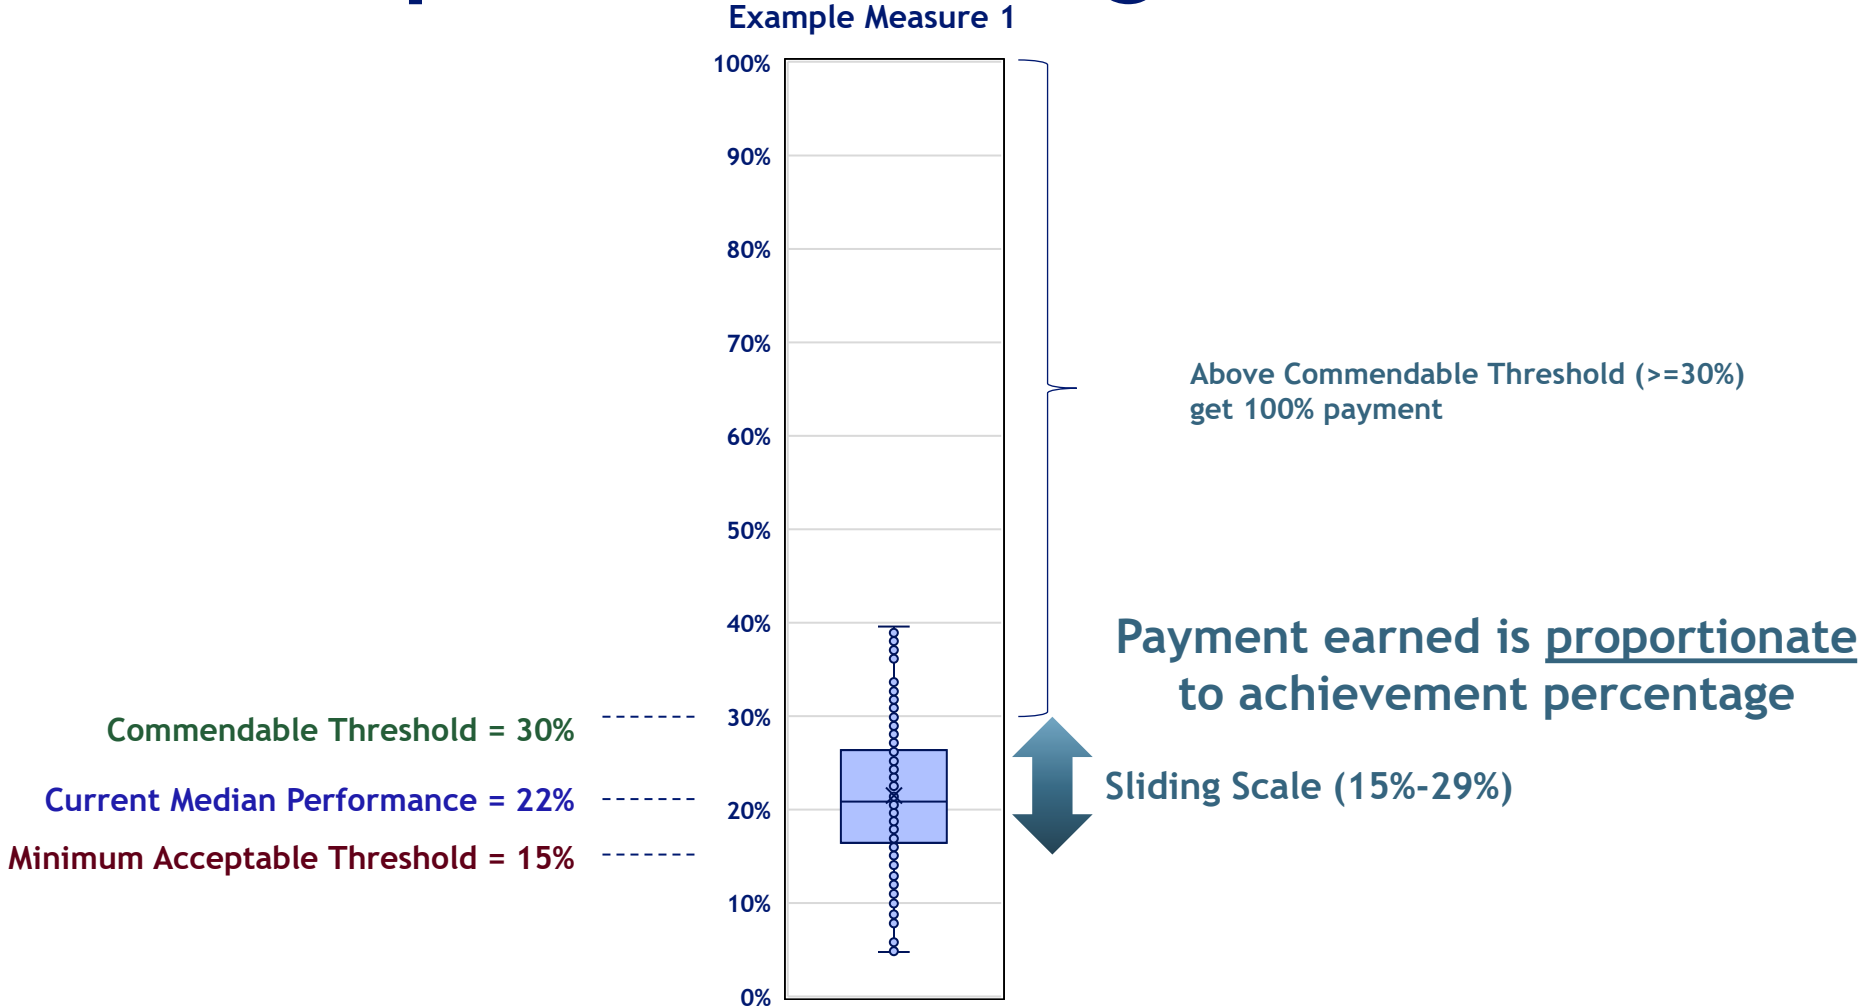 Example Measure 1
100%
90%
80%
70%
60%
50%
40%
30%
20%
10%
0%
Commendable Threshold = 30%
Current Median Performance = 22%
Minimum Acceptable Threshold = 15%
Above Commendable Threshold (>=30%)
get 100% payment
Payment earned is proportionate
to achievement percentage
Sliding Scale (15%-29%)